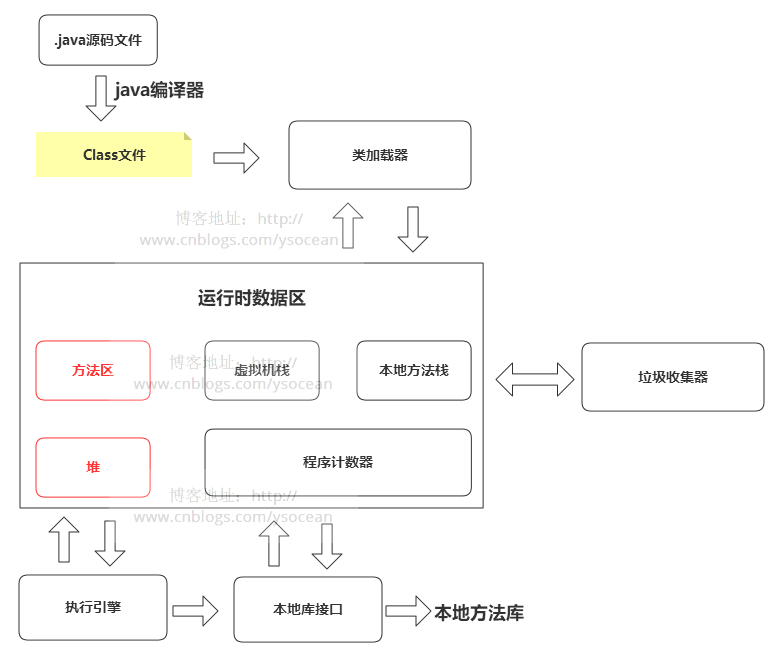 .java源码文件
java编译器
Class文件
类加载器
博客地址：http://
www.cnblogs.com/ysocean
运行时数据区
方法区
虚拟机栈
本地方法栈
博客地址：http://
www.cnblogs.com/ysocean
垃圾收集器
堆
程序计数器
博客地址：http://
www.cnblogs.com/ysocean
执行引擎
本地库接口
本地方法库